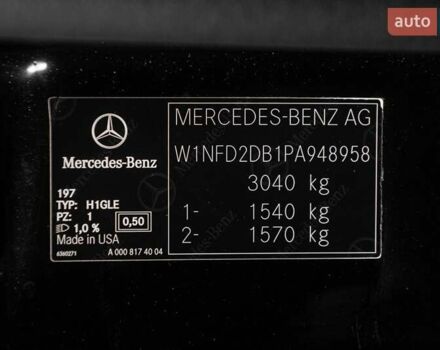 auto
MERCEDES-BENZ AG
W1NFD2DB1PA948958
3040 kg
1- 1540 kg
2- 1570 kg
Mercedes-Benz
197
TYP: H1GLE
PZ: 1
1,0 %
0,50
Made in USA
6360271
A 000 817 40 04